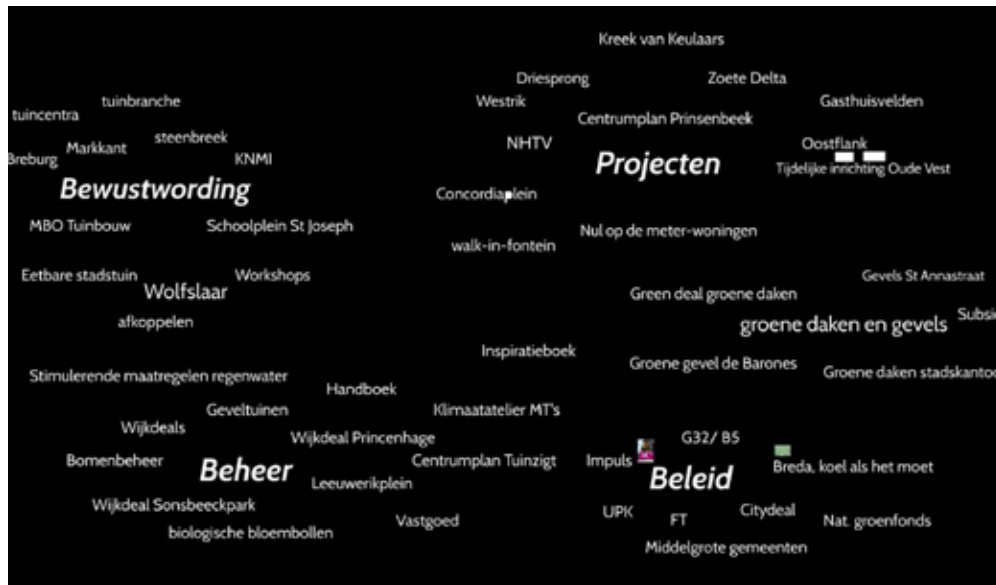 Kreek van Keulaars
Driesprong
Zoete Delta
tuinbranche
Westrik
Gasthuisvelden
tuincentra
Centrumplan Prinsenbeek
steenbreek
NHTV
Oostflank
Markkant
Breburg
KNMI
Projecten
Tijdelijke inrichting Oude Vest
Bewustwording
Concordiaplein
MBO Tuinbouw
Schoolplein St Joseph
Nul op de meter-woningen
walk-in-fontein
Eetbare stadstuin
Workshops
Gevels St Annastraat
Wolfslaar
Green deal groene daken
afkoppelen
groene daken en gevels
Inspiratieboek
Groene gevel de Barones
Groene daken stadskantoo
Stimulerende maatregelen regenwater
Handboek
Geveltuinen
Klimaatatelier MT's
Wijkdeals
Wijkdeal Princenhage
G32/ B5
Bomenbeheer
Beheer
Centrumplan Tuinzigt
Impuls
Breda, koel als het moet
Leeuwerikplein
Beleid
Wijkdeal Sonsbeeckpark
UPK
Citydeal
Vastgoed
FT
Nat. groenfonds
biologische bloembollen
Middelgrote gemeenten